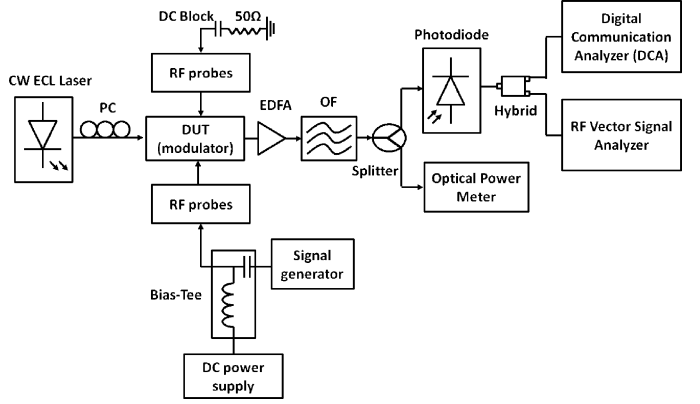 DC Block 50Ω
Digital
Communication
Analyzer (DCA)
Photodiode
RF probes
CW ECL Laser
PC
EDFA
OF
Hybrid
DUT
(modulator)
RF Vector Signal
Analyzer
Splitter
Optical Power
Meter
RF probes
Signal
generator
Bias-Tee
DC power
supply